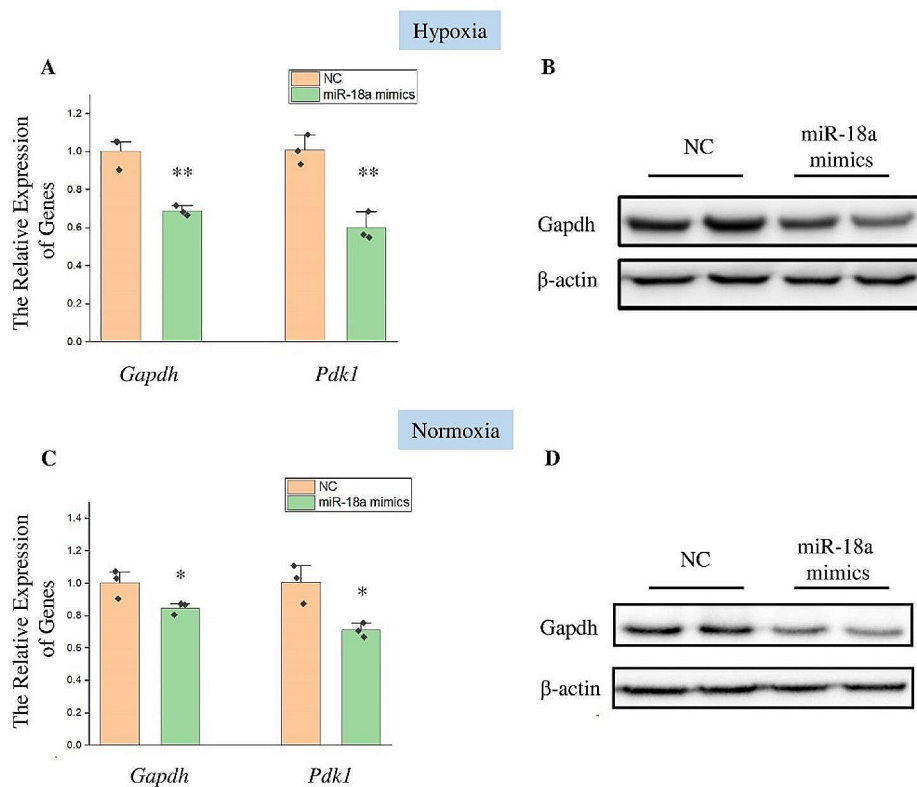 Hypoxia
A
NC
miR-18a mimics
The Relative Expression
of Genes
1.2
1.0
0.8
0.6
0.4
0.2
0.0
**
**
Gapdh
Pdk1
B
NC
miR-18a
mimics
Gapdh
β-actin
Normoxia
C
NC
miR-18a mimics
The Relative Expression
of Genes
1.4
1.2
1.0
0.8
0.6
0.4
0.2
0.0
*
*
Gapdh
Pdk1
D
NC
miR-18a
mimics
Gapdh
β-actin